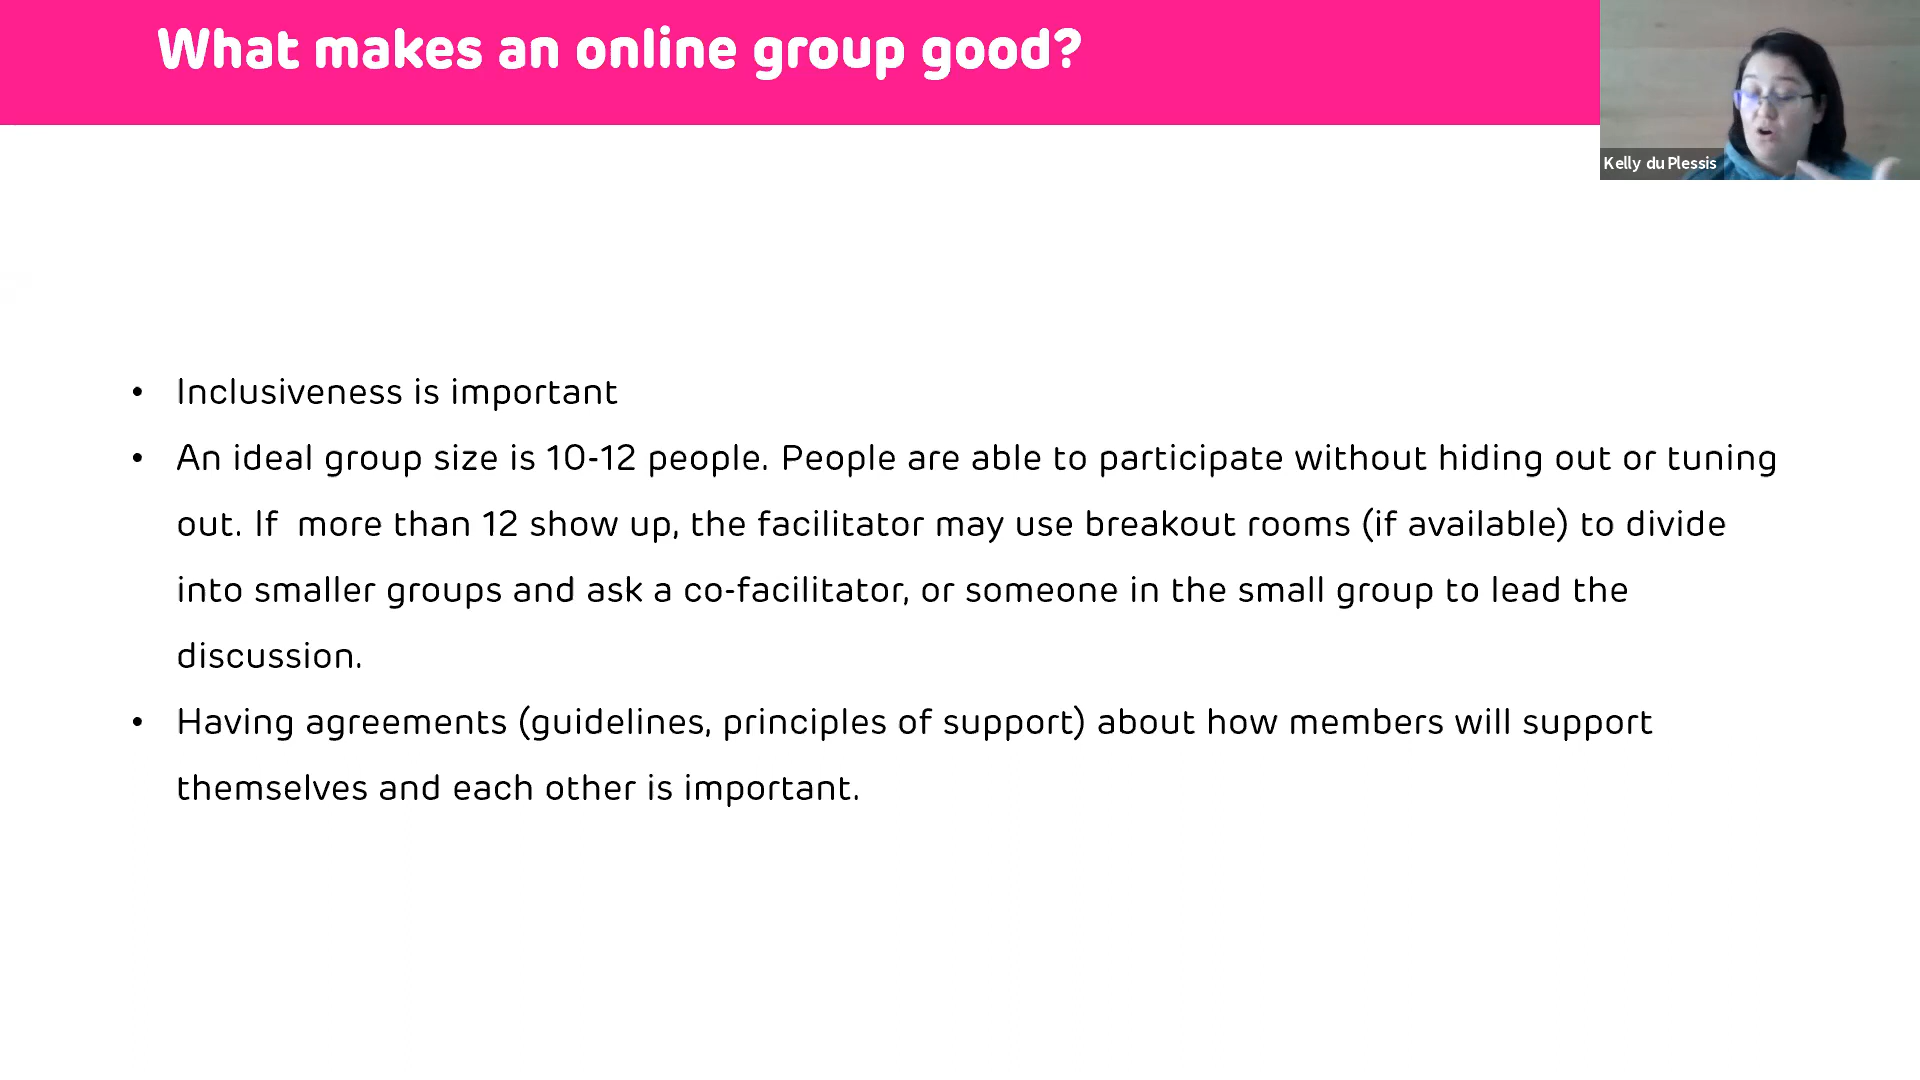 What makes an online group good?
Kelly du Plessis
• Inclusiveness is important
• An ideal group size is 10-12 people. People are able to participate without hiding out or tuning
out. If  more than 12 show up, the facilitator may use breakout rooms (if available) to divide
into smaller groups and ask a co-facilitator, or someone in the small group to lead the
discussion.
• Having agreements (guidelines, principles of support) about how members will support
themselves and each other is important.